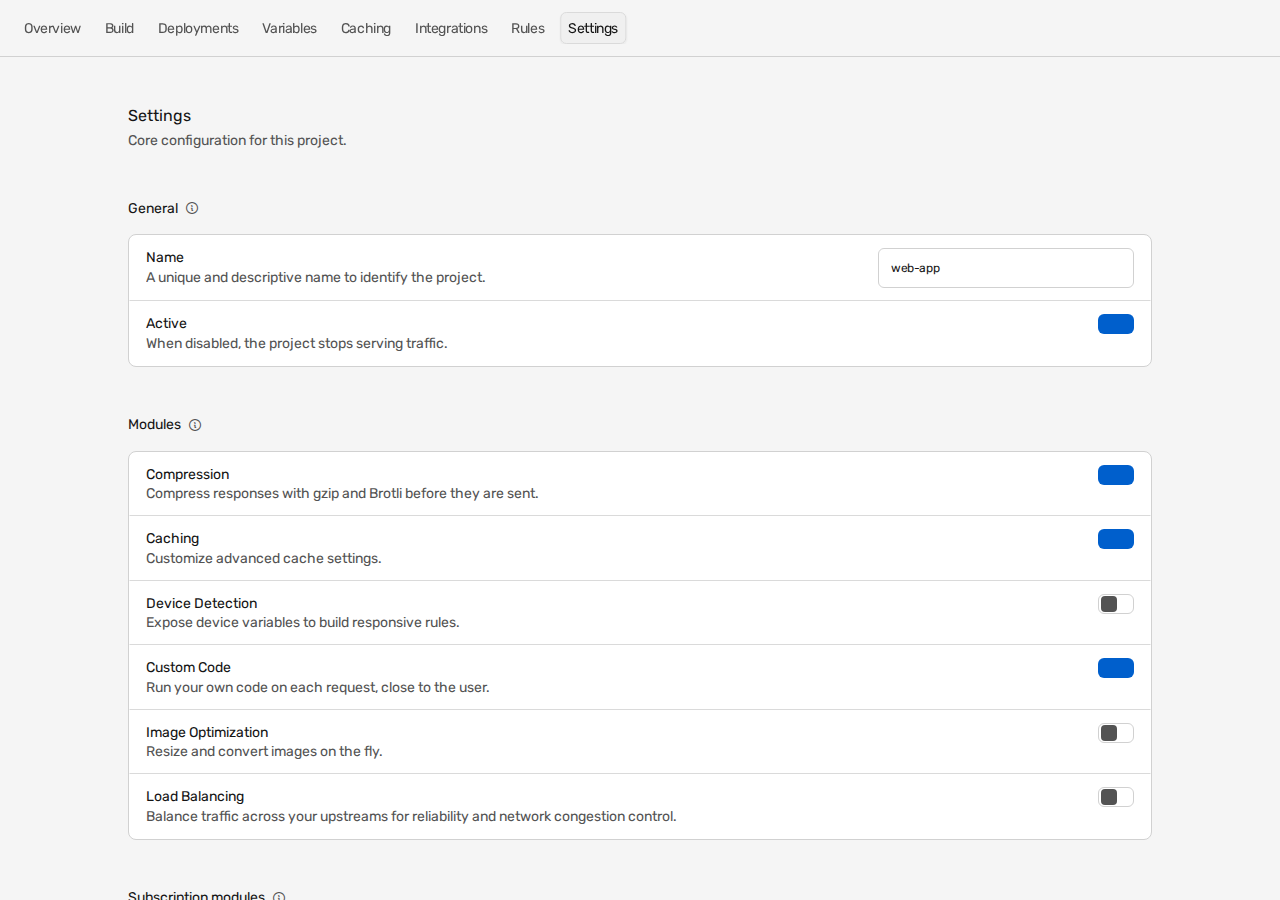 Overview Build Deployments Variables Caching Integrations Rules Settings
Settings
Core configuration for this project.
General
Name
A unique and descriptive name to identify the project.
web-app
Active
When disabled, the project stops serving traffic.
Modules
Compression
Compress responses with gzip and Brotli before they are sent.
Caching
Customize advanced cache settings.
Device Detection
Expose device variables to build responsive rules.
Custom Code
Run your own code on each request, close to the user.
Image Optimization
Resize and convert images on the fly.
Load Balancing
Balance traffic across your upstreams for reliability and network congestion control.
Subscription modules